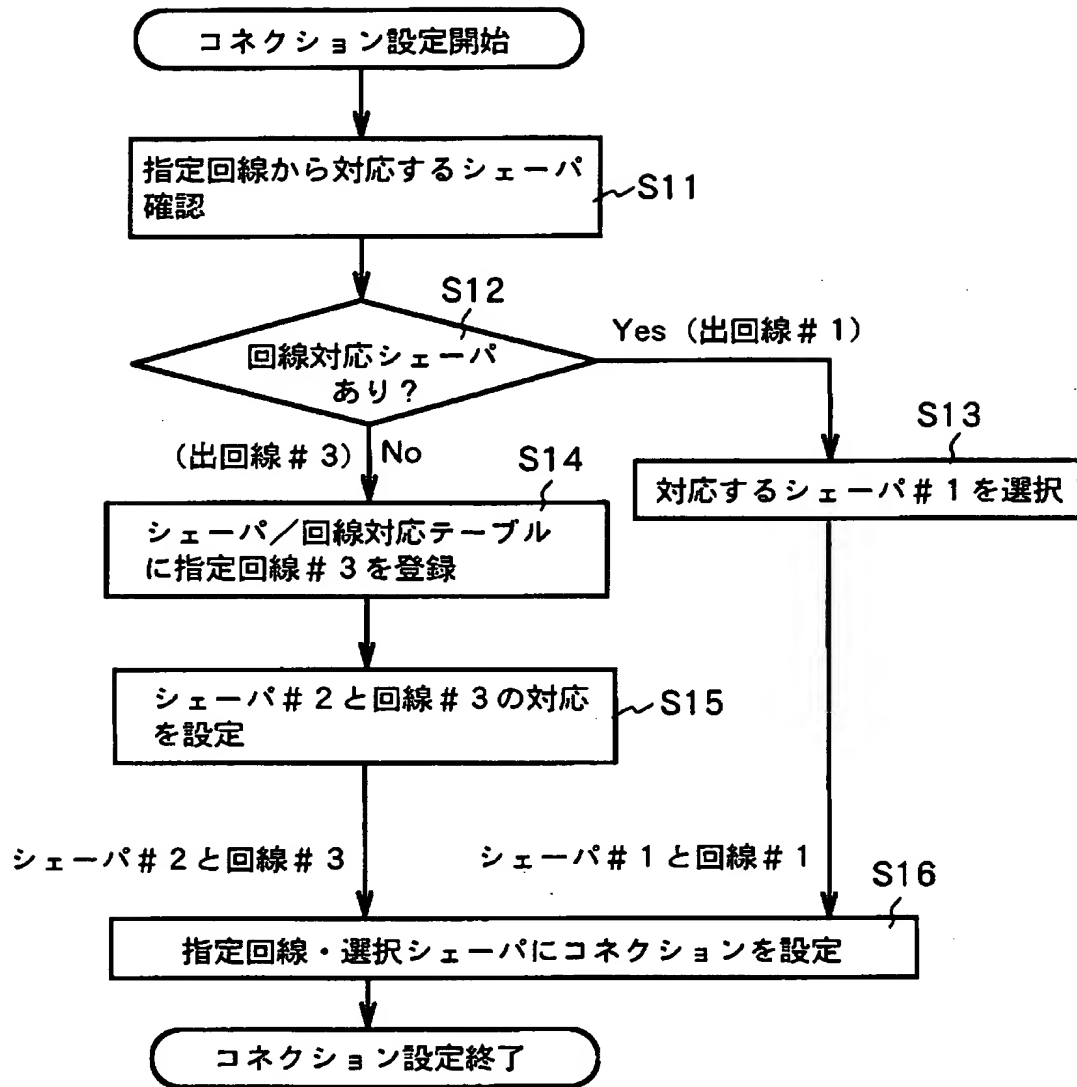 コネクション設定開始
指定回線から対応するシェーパ
確認
S11
S12
回線対応シェーパ
あり？
Yes（出回線＃１）
（出回線＃３）No
S13
対応するシェーパ＃１を選択
S14
シェーパ／回線対応テーブル
に指定回線＃３を登録
シェーパ＃２と回線＃３の対応
を設定
S15
シェーパ＃２と回線＃３
シェーパ＃１と回線＃１
S16
指定回線・選択シェーパにコネクションを設定
コネクション設定終了